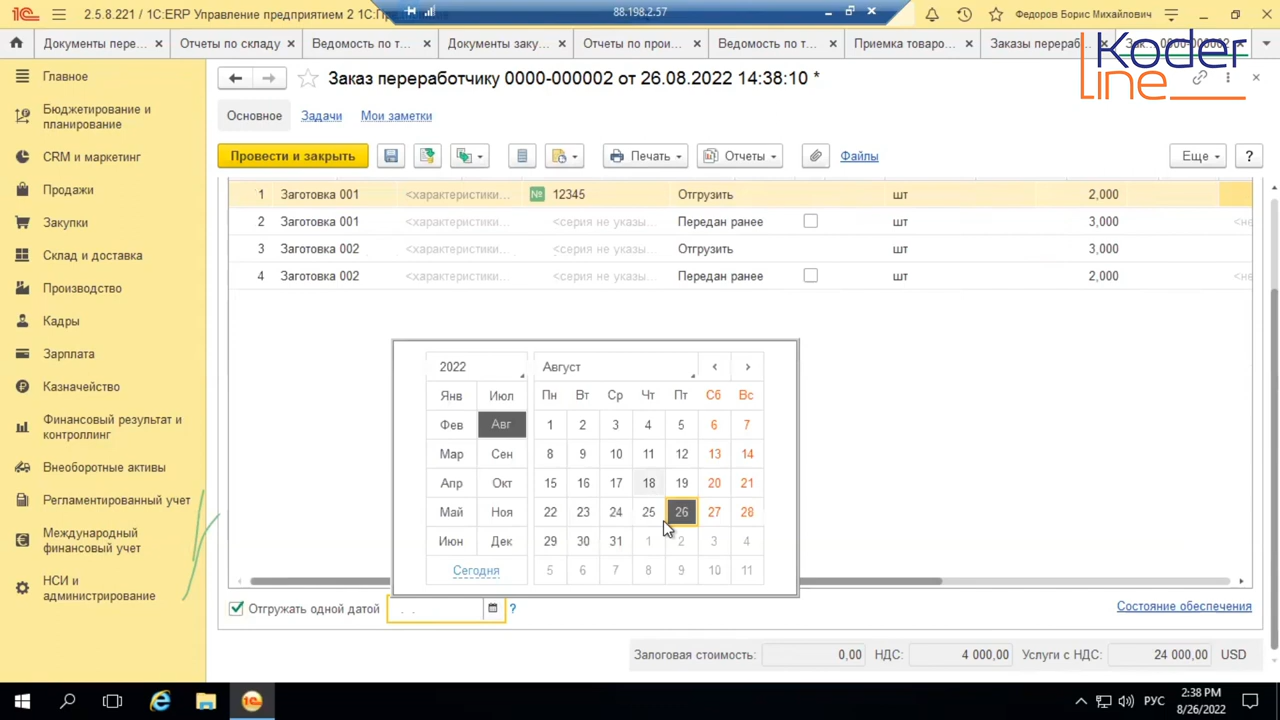 88.198.2.57
2.5.8.221 / 1С:ERP Управление предприятием 2 1С:Пр
Федоров Борис Михайлович
Документы пере...
Отчеты по складу
Ведомость по т...
Документы заку...
Отчеты по прои...
Ведомость по т...
Приемка товаро...
Заказы перераб
0000-000002
Koder
line
Заказ переработчику 0000-000002 от 26.08.2022 14:38:10 *
Основное
Задачи
Мои заметки
Провести и закрыть
Печать
Отчеты
Файлы
Еще
?
Главное
Бюджетирование и
планирование
CRM и маркетинг
Продажи
Закупки
Склад и доставка
Производство
Кадры
Зарплата
Казначейство
Финансовый результат и
контроллинг
Внеоборотные активы
Регламентированный учет
Международный
финансовый учет
НСИ и
администрирование
1 Заготовка 001 <характеристики... № 12345 Отгрузить шт 2,000
2 Заготовка 001 <характеристики... <серия не указы... Передан ранее шт 3,000 <не
3 Заготовка 002 <характеристики... <серия не указы... Отгрузить шт 3,000
4 Заготовка 002 <характеристики... <серия не указы... Передан ранее шт 2,000 <не
2022 Август
Янв Июл Пн Вт Ср Чт Пт Сб Вс
Фев Авг 1 2 3 4 5 6 7
Мар Сен 8 9 10 11 12 13 14
Апр Окт 15 16 17 18 19 20 21
Май Ноя 22 23 24 25 26 27 28
Июн Дек 29 30 31 1 2 3 4
Сегодня 5 6 7 8 9 10 11
Отгружать одной датой . . ?
Состояние обеспечения
Залоговая стоимость: 0,00 НДС: 4 000,00 Услуги с НДС: 24 000,00 USD
РУС
2:38 PM
8/26/2022